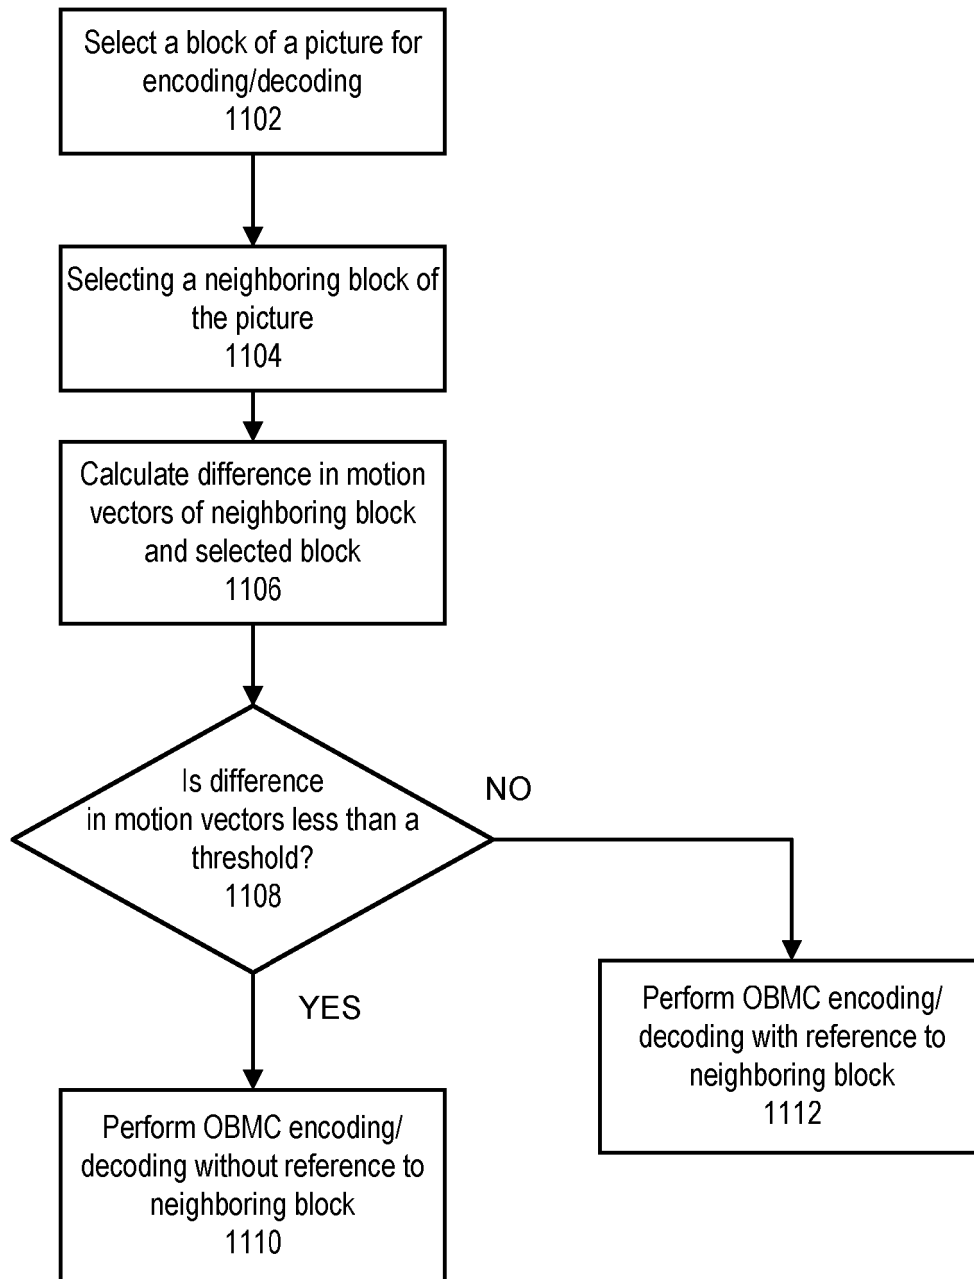 Select a block of a picture for
encoding/decoding
1102
Selecting a neighboring block of
the picture
1104
Calculate difference in motion
vectors of neighboring block
and selected block
1106
Is difference
in motion vectors less than a
threshold?
1108
NO
YES
Perform OBMC encoding/
decoding with reference to
neighboring block
1112
Perform OBMC encoding/
decoding without reference to
neighboring block
1110